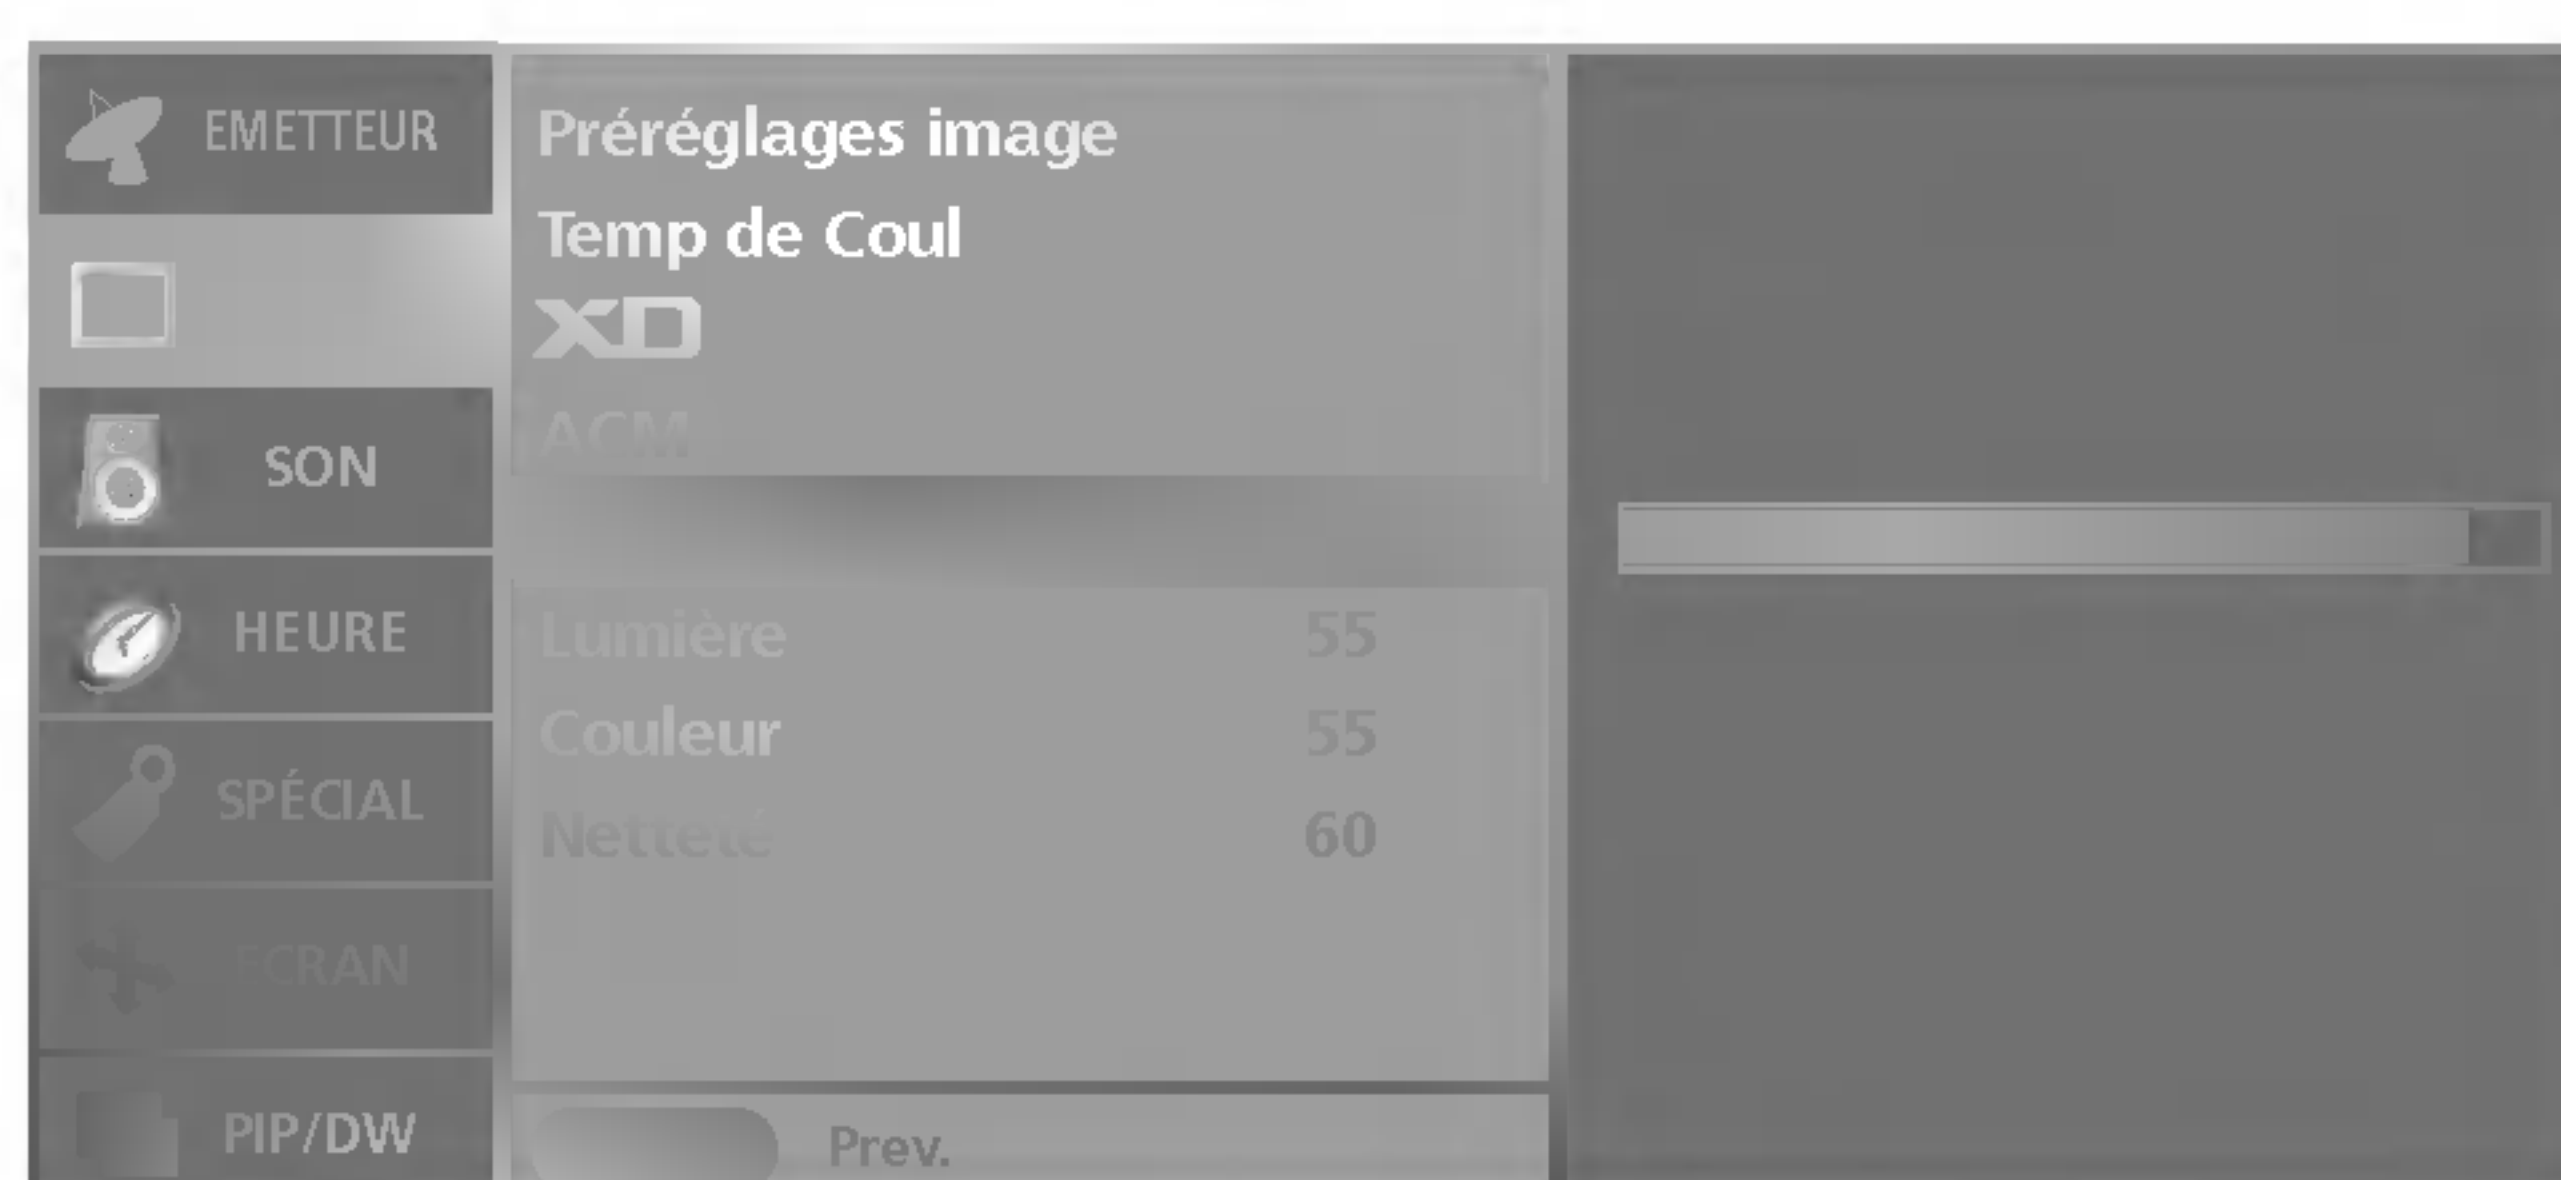 EMETTEUR
SON
HEURE
SPÉCIAL
ECRAN
PIP/DW
Préréglages image
Temp de Coul
XD
ACM
Lumière 55
Couleur 55
Netteté 60
Prev.